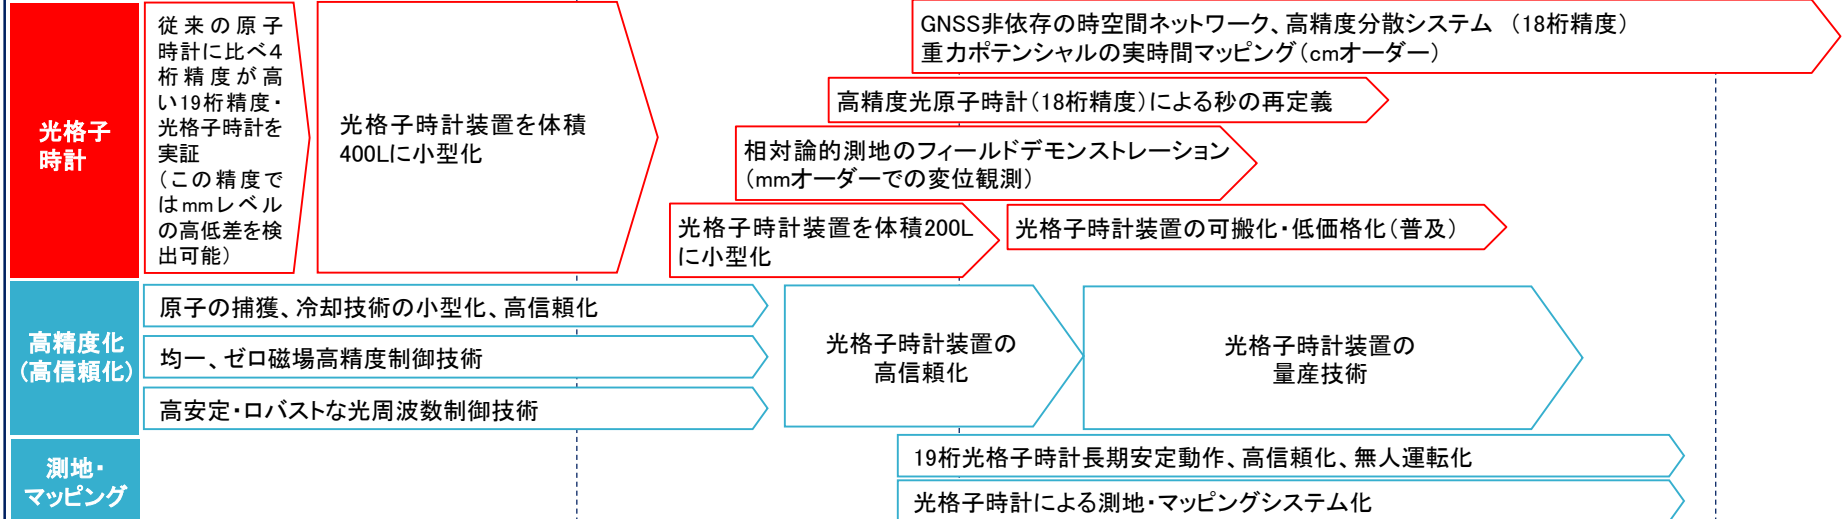 光格子
時計
従来の原子
時計に比べ4
桁精度が高
い19桁精度・
光格子時計を
実証
（この精度で
はmmレベル
の高低差を検
出可能）
光格子時計装置を体積
400Lに小型化
GNSS非依存の時空間ネットワーク、高精度分散システム （18桁精度）
重力ポテンシャルの実時間マッピング（cmオーダー）
高精度光原子時計（18桁精度）による秒の再定義
相対論的測地のフィールドデモンストレーション
（mmオーダーでの変位観測）
光格子時計装置を体積200L
に小型化
光格子時計装置の可搬化・低価格化（普及）
高精度化
（高信頼化）
原子の捕獲、冷却技術の小型化、高信頼化
均一、ゼロ磁場高精度制御技術
高安定・ロバストな光周波数制御技術
光格子時計装置の
高信頼化
光格子時計装置の
量産技術
測地・
マッピング
19桁光格子時計長期安定動作、高信頼化、無人運転化
光格子時計による測地・マッピングシステム化